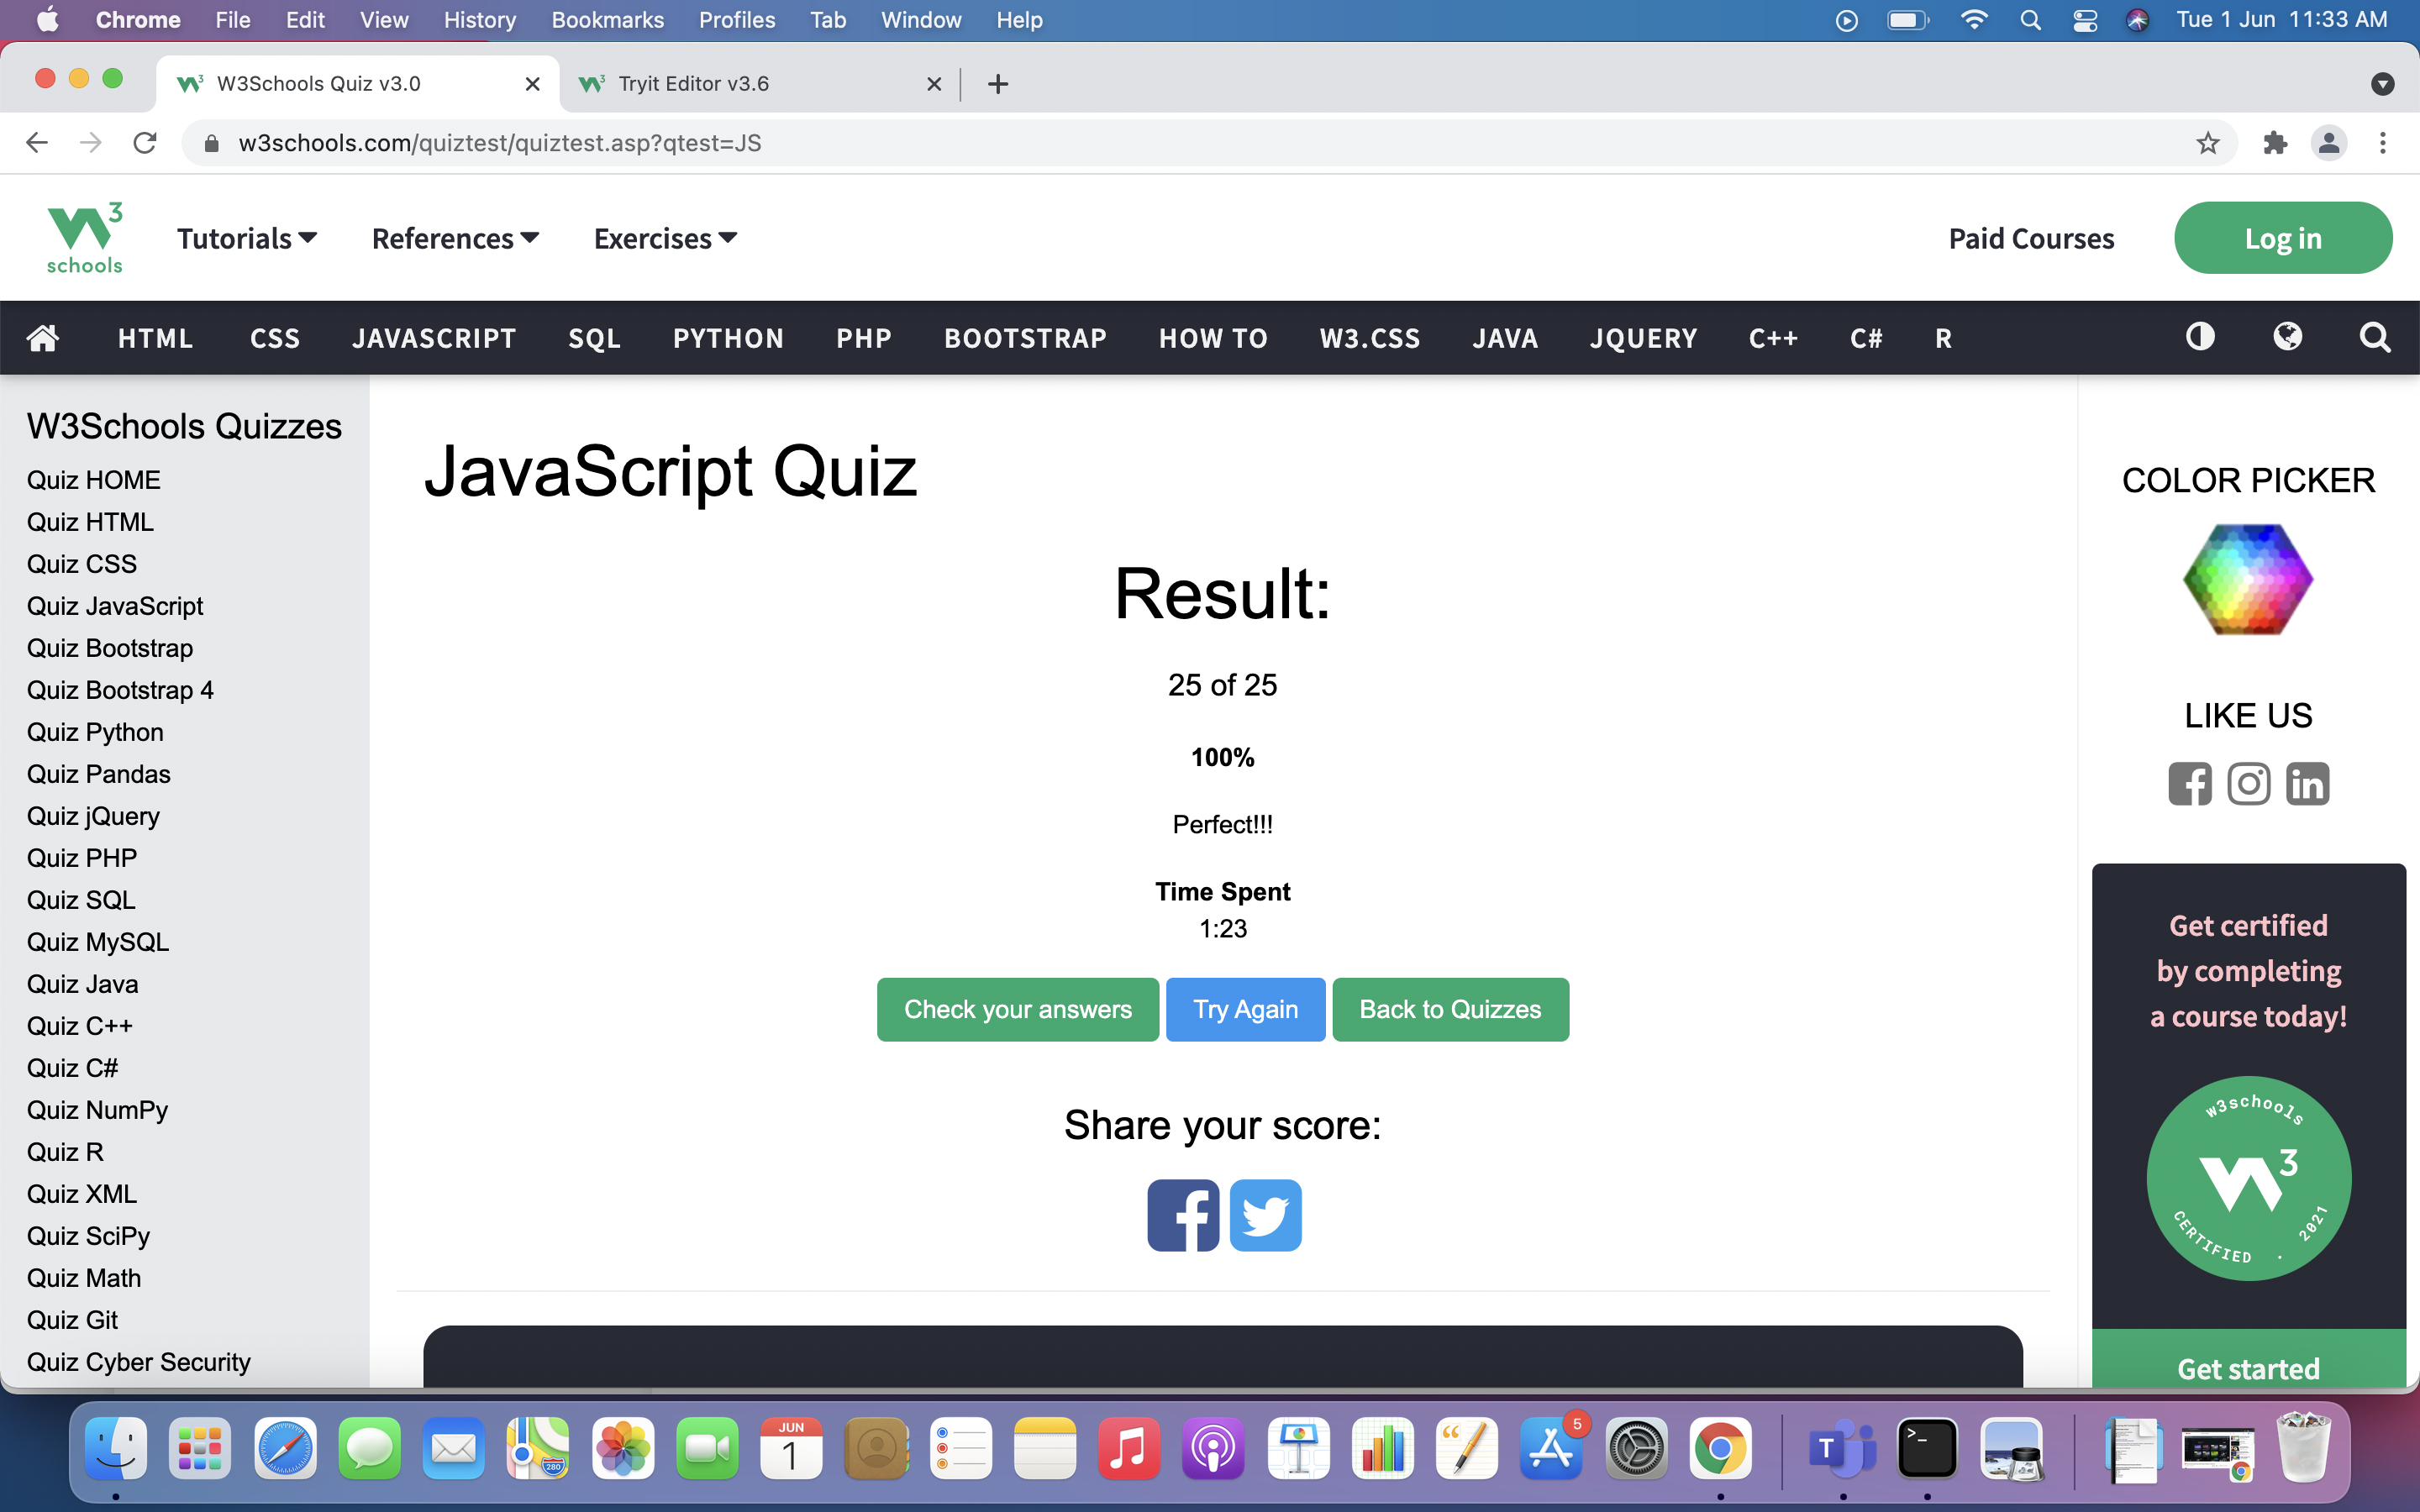 Chrome File Edit View History Bookmarks Profiles Tab Window Help Tue 1 Jun 11:33 AM
W3Schools Quiz v3.0 Tryit Editor v3.6
w3schools.com/quiztest/quiztest.asp?qtest=JS
W3 schools Tutorials References Exercises Paid Courses Log in
HTML CSS JAVASCRIPT SQL PYTHON PHP BOOTSTRAP HOW TO W3.CSS JAVA JQUERY C++ C# R
W3Schools Quizzes
Quiz HOME
Quiz HTML
Quiz CSS
Quiz JavaScript
Quiz Bootstrap
Quiz Bootstrap 4
Quiz Python
Quiz Pandas
Quiz jQuery
Quiz PHP
Quiz SQL
Quiz MySQL
Quiz Java
Quiz C++
Quiz C#
Quiz NumPy
Quiz R
Quiz XML
Quiz SciPy
Quiz Math
Quiz Git
Quiz Cyber Security
JavaScript Quiz
Result:
25 of 25
100%
Perfect!!!
Time Spent
1:23
Check your answers Try Again Back to Quizzes
Share your score:
COLOR PICKER
LIKE US
Get certified
by completing
a course today!
w3schools
W3
CERTIFIED . 2021
Get started
JUN
1
280
5
T
>_